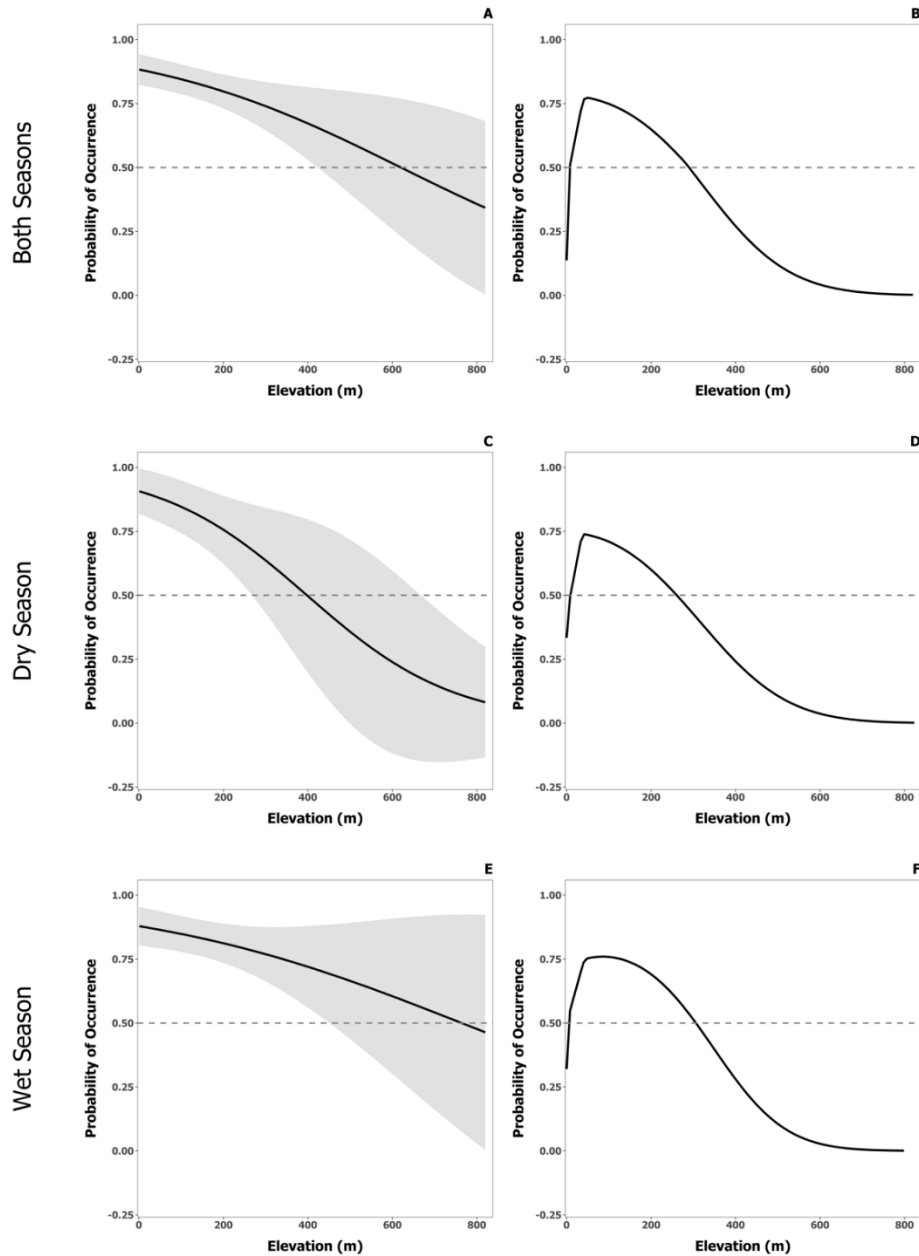 A
B
Both Seasons
Probability of Occurrence
1.00
0.75
0.50
0.25
0.00
-0.25
0 200 400 600 800
Elevation (m)
Probability of Occurrence
1.00
0.75
0.50
0.25
0.00
-0.25
0 200 400 600 800
Elevation (m)
C
D
Dry Season
Probability of Occurrence
1.00
0.75
0.50
0.25
0.00
-0.25
0 200 400 600 800
Elevation (m)
Probability of Occurrence
1.00
0.75
0.50
0.25
0.00
-0.25
0 200 400 600 800
Elevation (m)
E
F
Wet Season
Probability of Occurrence
1.00
0.75
0.50
0.25
0.00
-0.25
0 200 400 600 800
Elevation (m)
Probability of Occurrence
1.00
0.75
0.50
0.25
0.00
-0.25
0 200 400 600 800
Elevation (m)